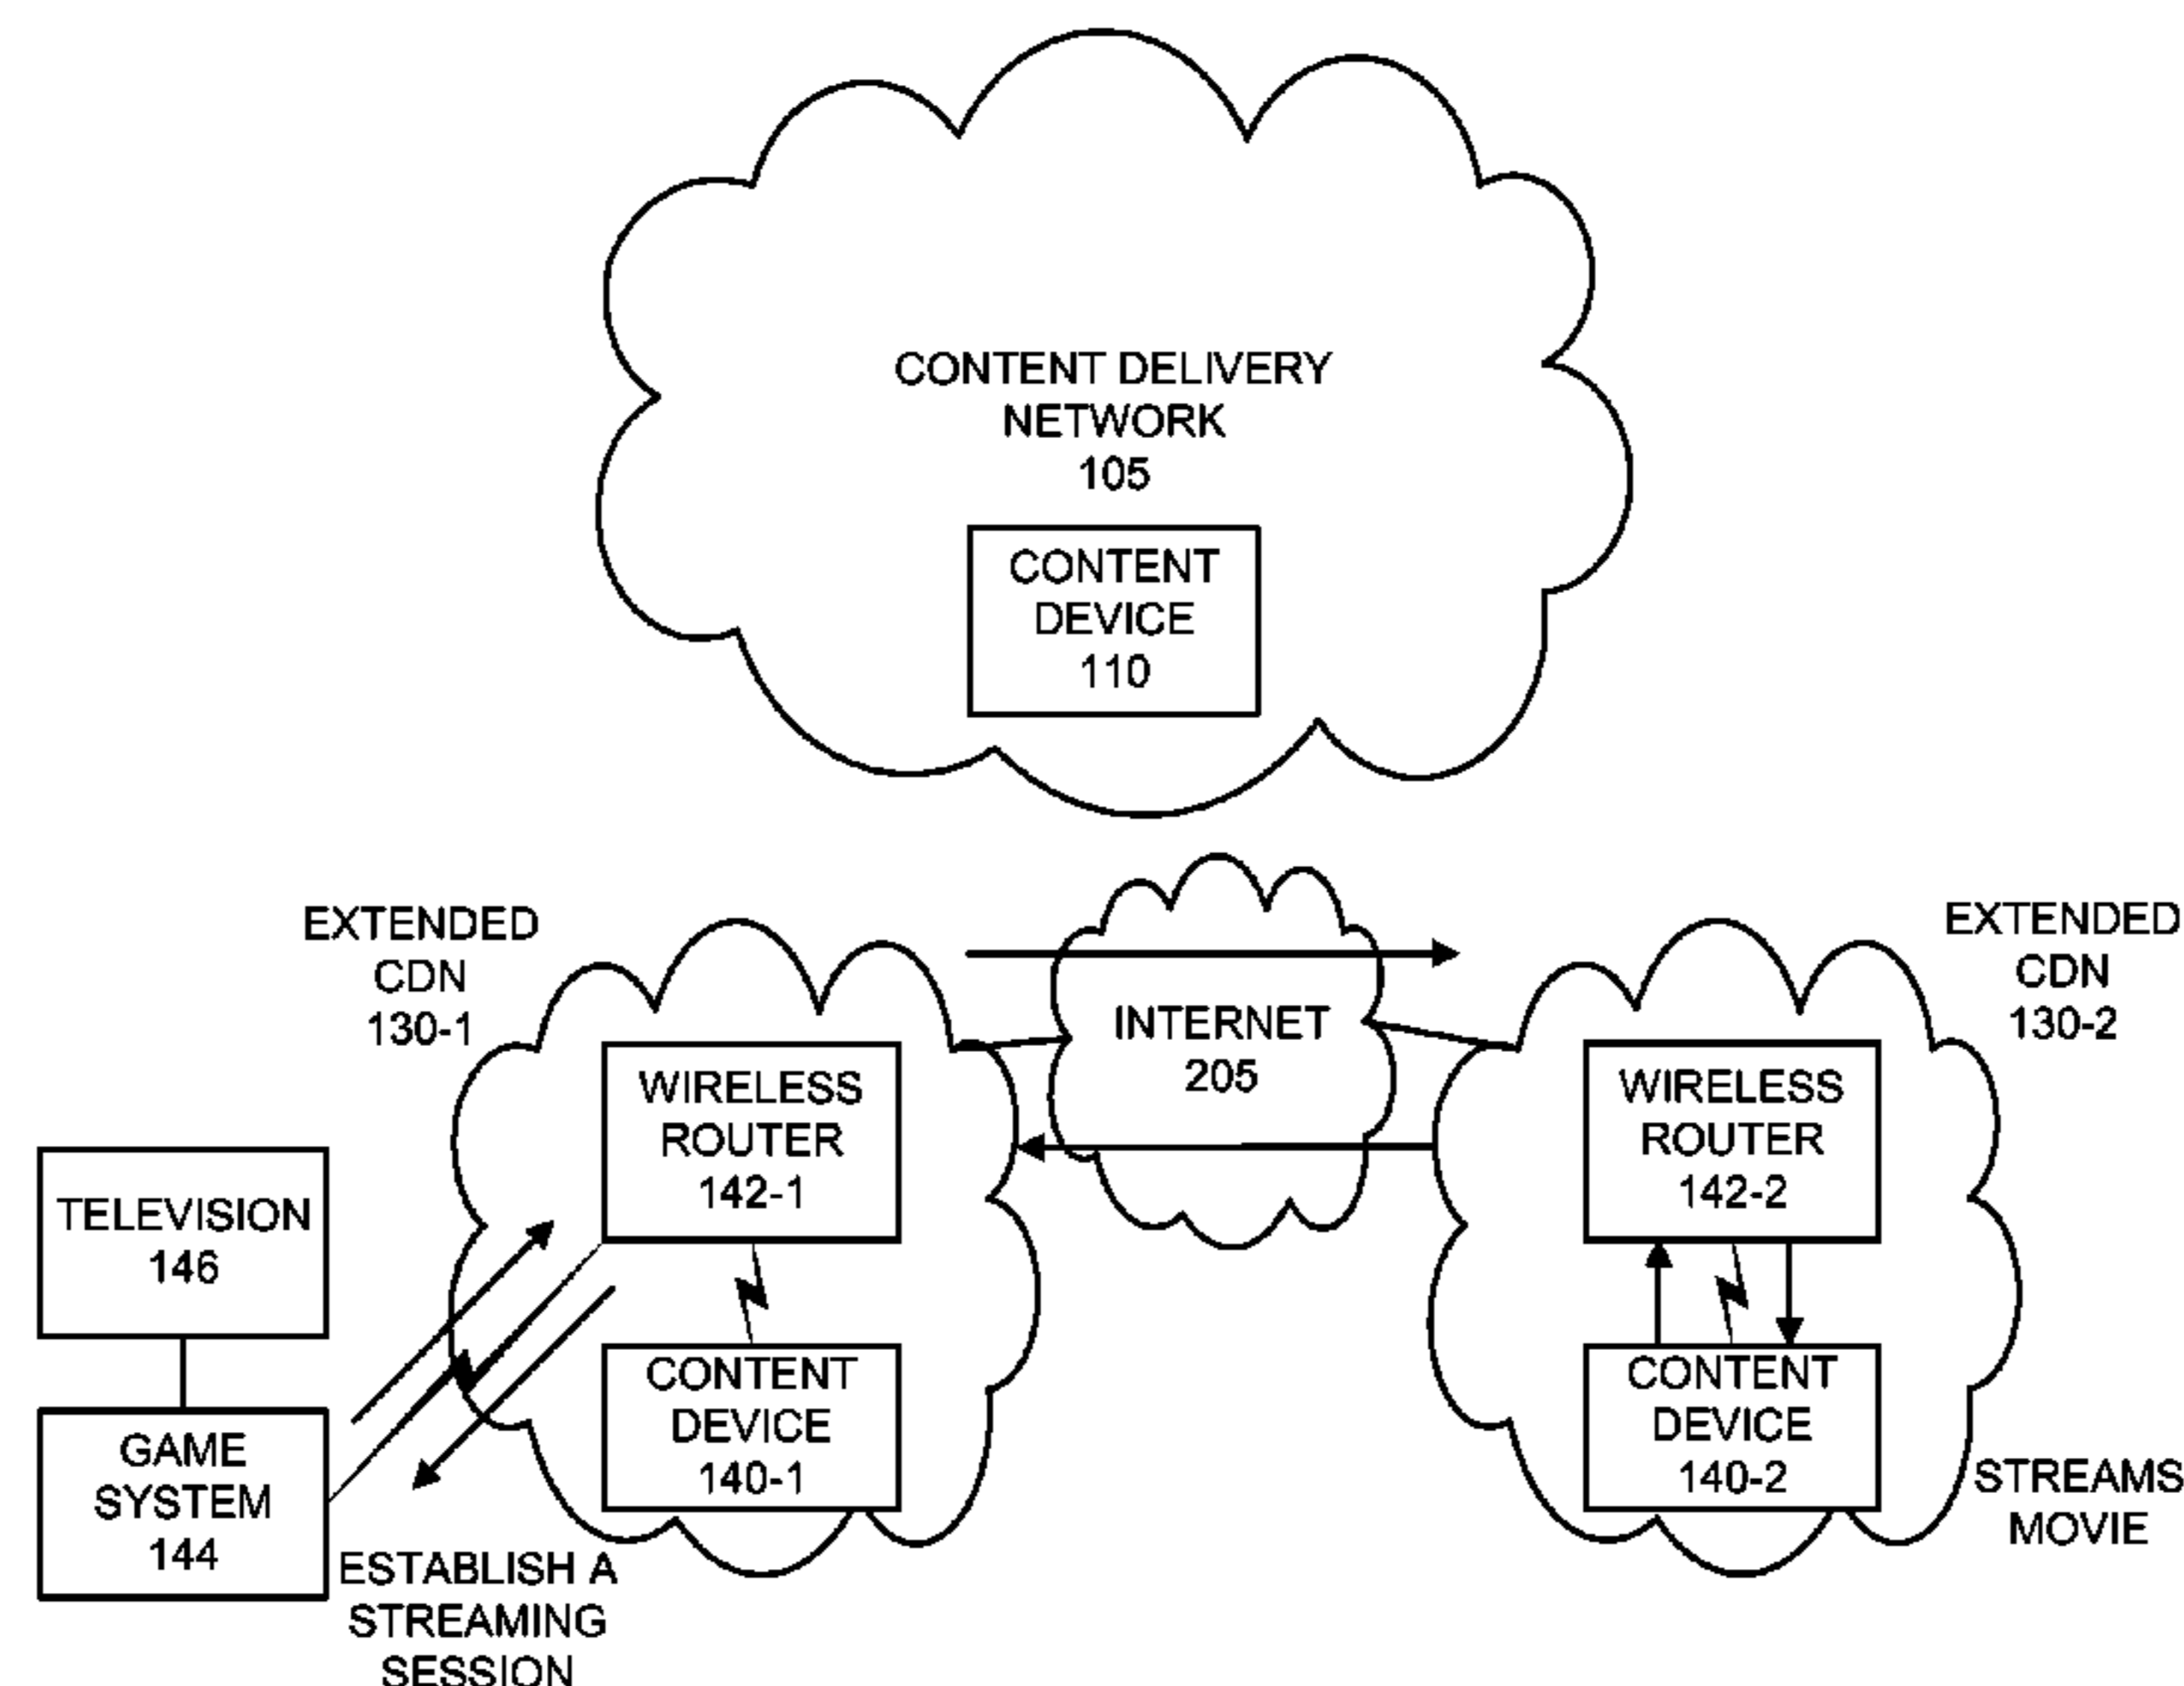 CONTENT DELIVERY
NETWORK
105
CONTENT
DEVICE
110
EXTENDED
CDN
130-1
INTERNET
205
EXTENDED
CDN
130-2
WIRELESS
ROUTER
142-1
WIRELESS
ROUTER
142-2
TELEVISION
146
GAME
SYSTEM
144
CONTENT
DEVICE
140-1
CONTENT
DEVICE
140-2
STREAMS
MOVIE
ESTABLISH A
STREAMING
SESSION